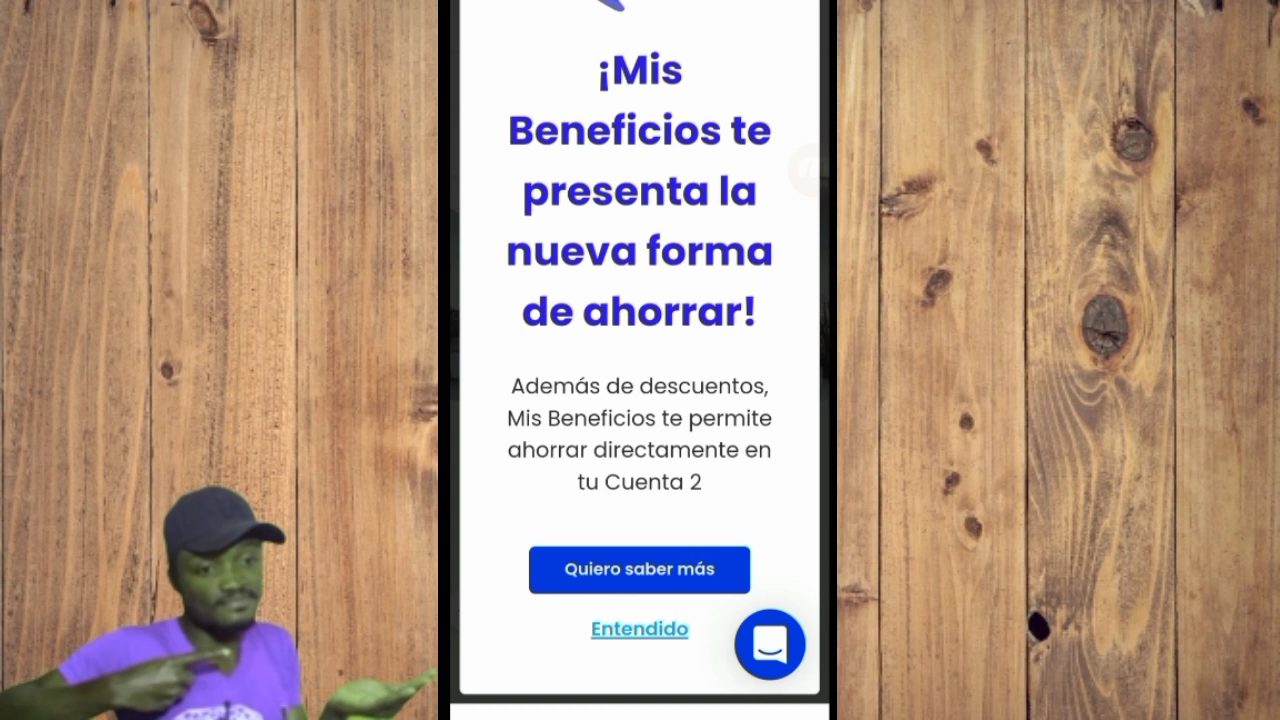 ¡Mis
Beneficios te
presenta la
nueva forma
de ahorrar!
Además de descuentos,
Mis Beneficios te permite
ahorrar directamente en
tu Cuenta 2
Quiero saber más
Entendido